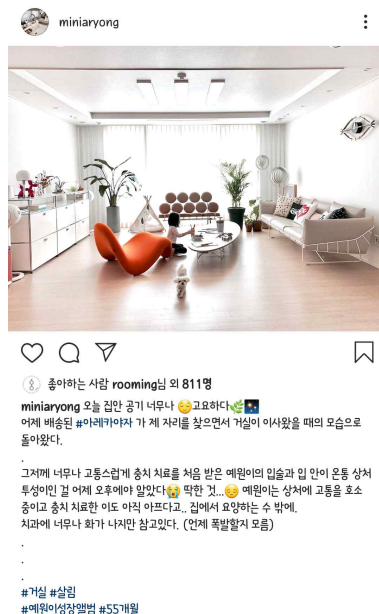 miniaryong
좋아하는 사람 rooming님 외 811명
miniaryong 오늘 집안 공기 너무나 😌고요하다🌿🎇
어제 배송된 #아레카야자 가 제 자리를 찾으면서 거실이 이사왔을 때의 모습으로
돌아왔다.
.
그저께 너무나 고통스럽게 충치 치료를 처음 받은 예원이의 입술과 입 안이 온통 상처
투성이인 걸 어제 오후에야 알았다😭 딱한 것...😔 예원이는 상처에 고통을 호소
중이고 충치 치료한 이도 아직 아프다고.. 집에서 요양하는 수 밖에.
치과에 너무나 화가 나지만 참고있다. (언제 폭발할지 모름)
.
.
.
#거실 #살림
#예원이성장앨범 #55개월